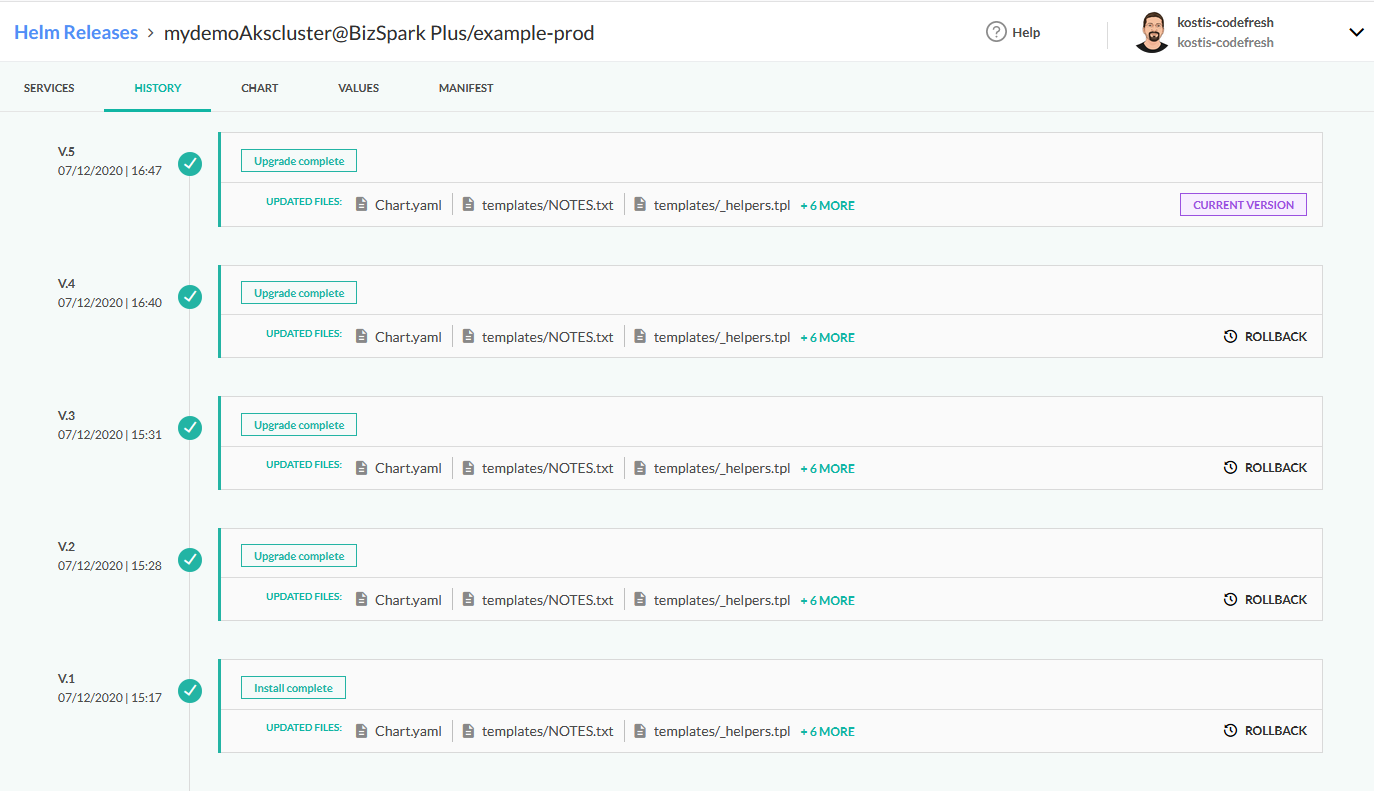 Helm Releases > mydemoAkscluster@BizSpark Plus/example-prod
Help
kostis-codefresh
kostis-codefresh
SERVICES HISTORY CHART VALUES MANIFEST
V.5
07/12/2020 | 16:47
Upgrade complete
UPDATED FILES: Chart.yaml templates/NOTES.txt templates/_helpers.tpl + 6 MORE CURRENT VERSION
V.4
07/12/2020 | 16:40
Upgrade complete
UPDATED FILES: Chart.yaml templates/NOTES.txt templates/_helpers.tpl + 6 MORE ROLLBACK
V.3
07/12/2020 | 15:31
Upgrade complete
UPDATED FILES: Chart.yaml templates/NOTES.txt templates/_helpers.tpl + 6 MORE ROLLBACK
V.2
07/12/2020 | 15:28
Upgrade complete
UPDATED FILES: Chart.yaml templates/NOTES.txt templates/_helpers.tpl + 6 MORE ROLLBACK
V.1
07/12/2020 | 15:17
Install complete
UPDATED FILES: Chart.yaml templates/NOTES.txt templates/_helpers.tpl + 6 MORE ROLLBACK